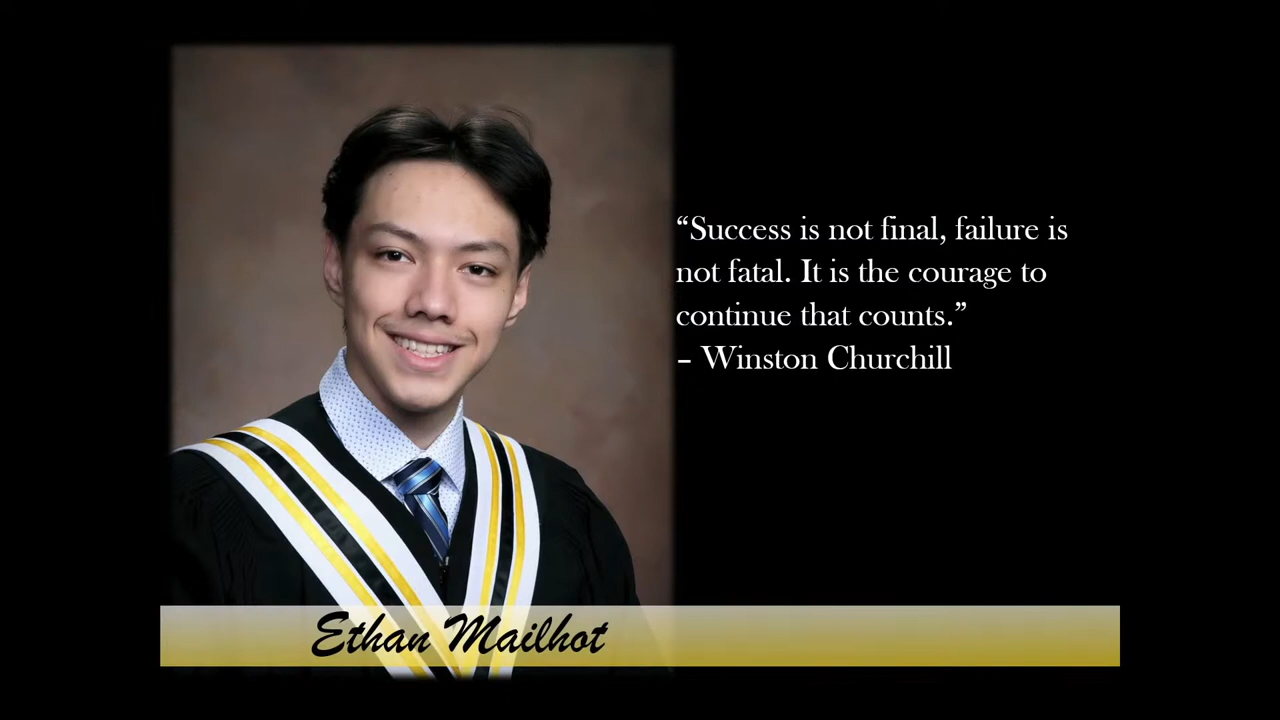 “Success is not final, failure is
not fatal. It is the courage to
continue that counts.”
– Winston Churchill
Ethan Mailhot